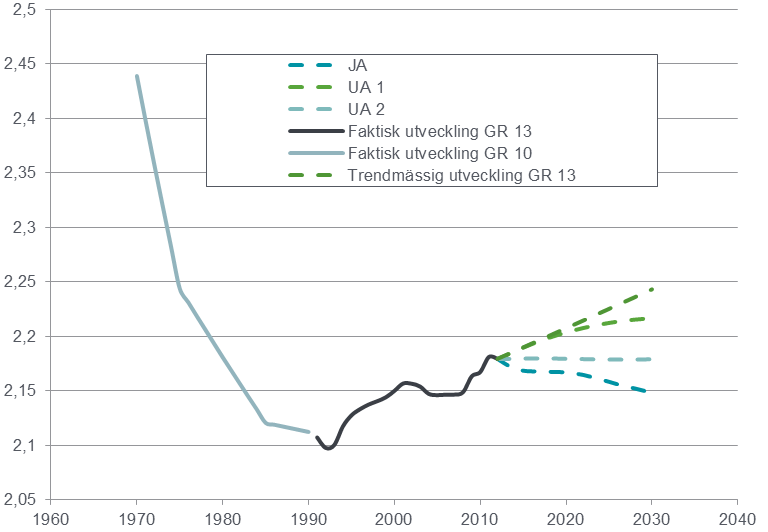 2,5
2,45
2,4
2,35
2,3
2,25
2,2
2,15
2,1
2,05
JA
UA 1
UA 2
Faktisk utveckling GR 13
Faktisk utveckling GR 10
Trendmässig utveckling GR 13
1960 1970 1980 1990 2000 2010 2020 2030 2040